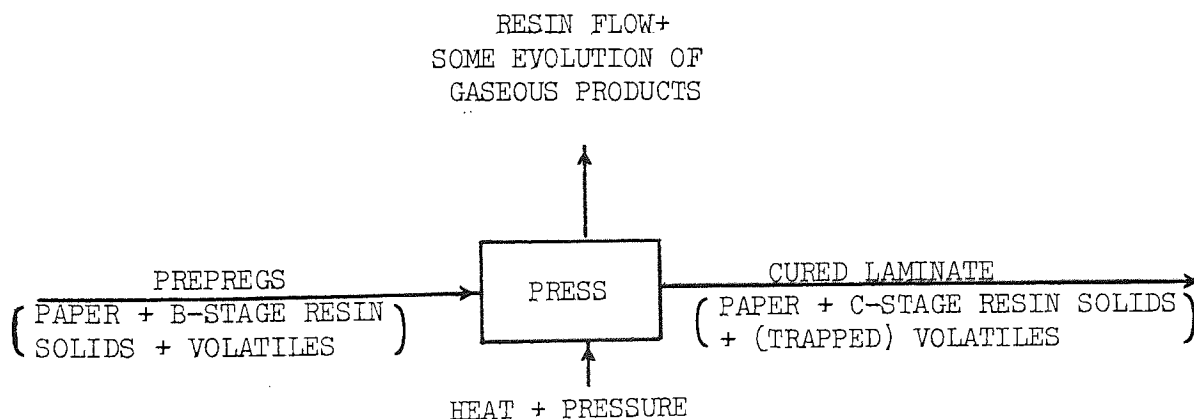 RESIN FLOW+
SOME EVOLUTION OF
GASEOUS PRODUCTS
PREPREGS
(PAPER + B-STAGE RESIN
SOLIDS + VOLATILES)
PRESS
CURED LAMINATE
(PAPER + C-STAGE RESIN SOLIDS
+ (TRAPPED) VOLATILES)
HEAT + PRESSURE